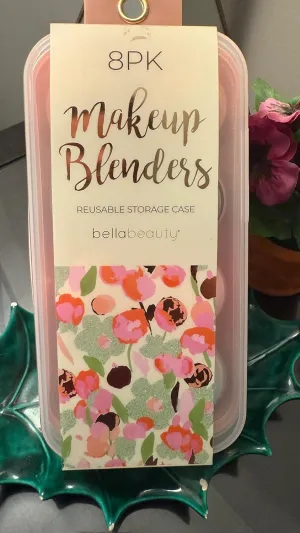 8PK
Makeup
Blenders
REUSABLE STORAGE CASE
bellabeauty®